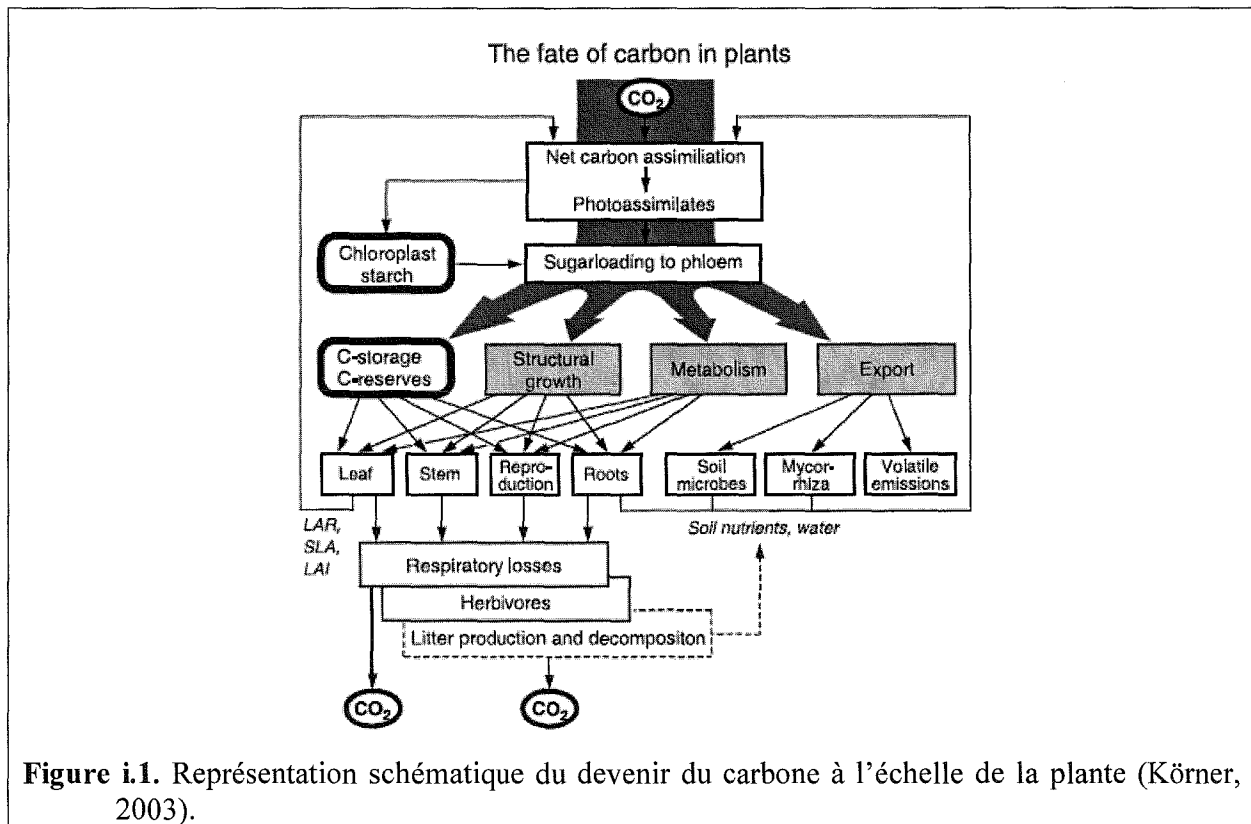 The fate of carbon in plants
CO₂
Net carbon assimiliation
Photoassimilates
Chloroplast
starch
Sugarloading to phloem
C-storage
C-reserves
Structural
growth
Metabolism
Export
Leaf
Stem
Repro-
duction
Roots
Soil
microbes
Mycor-
rhiza
Volatile
emissions
LAR,
SLA,
LAI
Soil nutrients, water
Respiratory losses
Herbivores
Litter production and decompositon
CO₂
CO₂
Figure i.1. Représentation schématique du devenir du carbone à l'échelle de la plante (Körner,
2003).